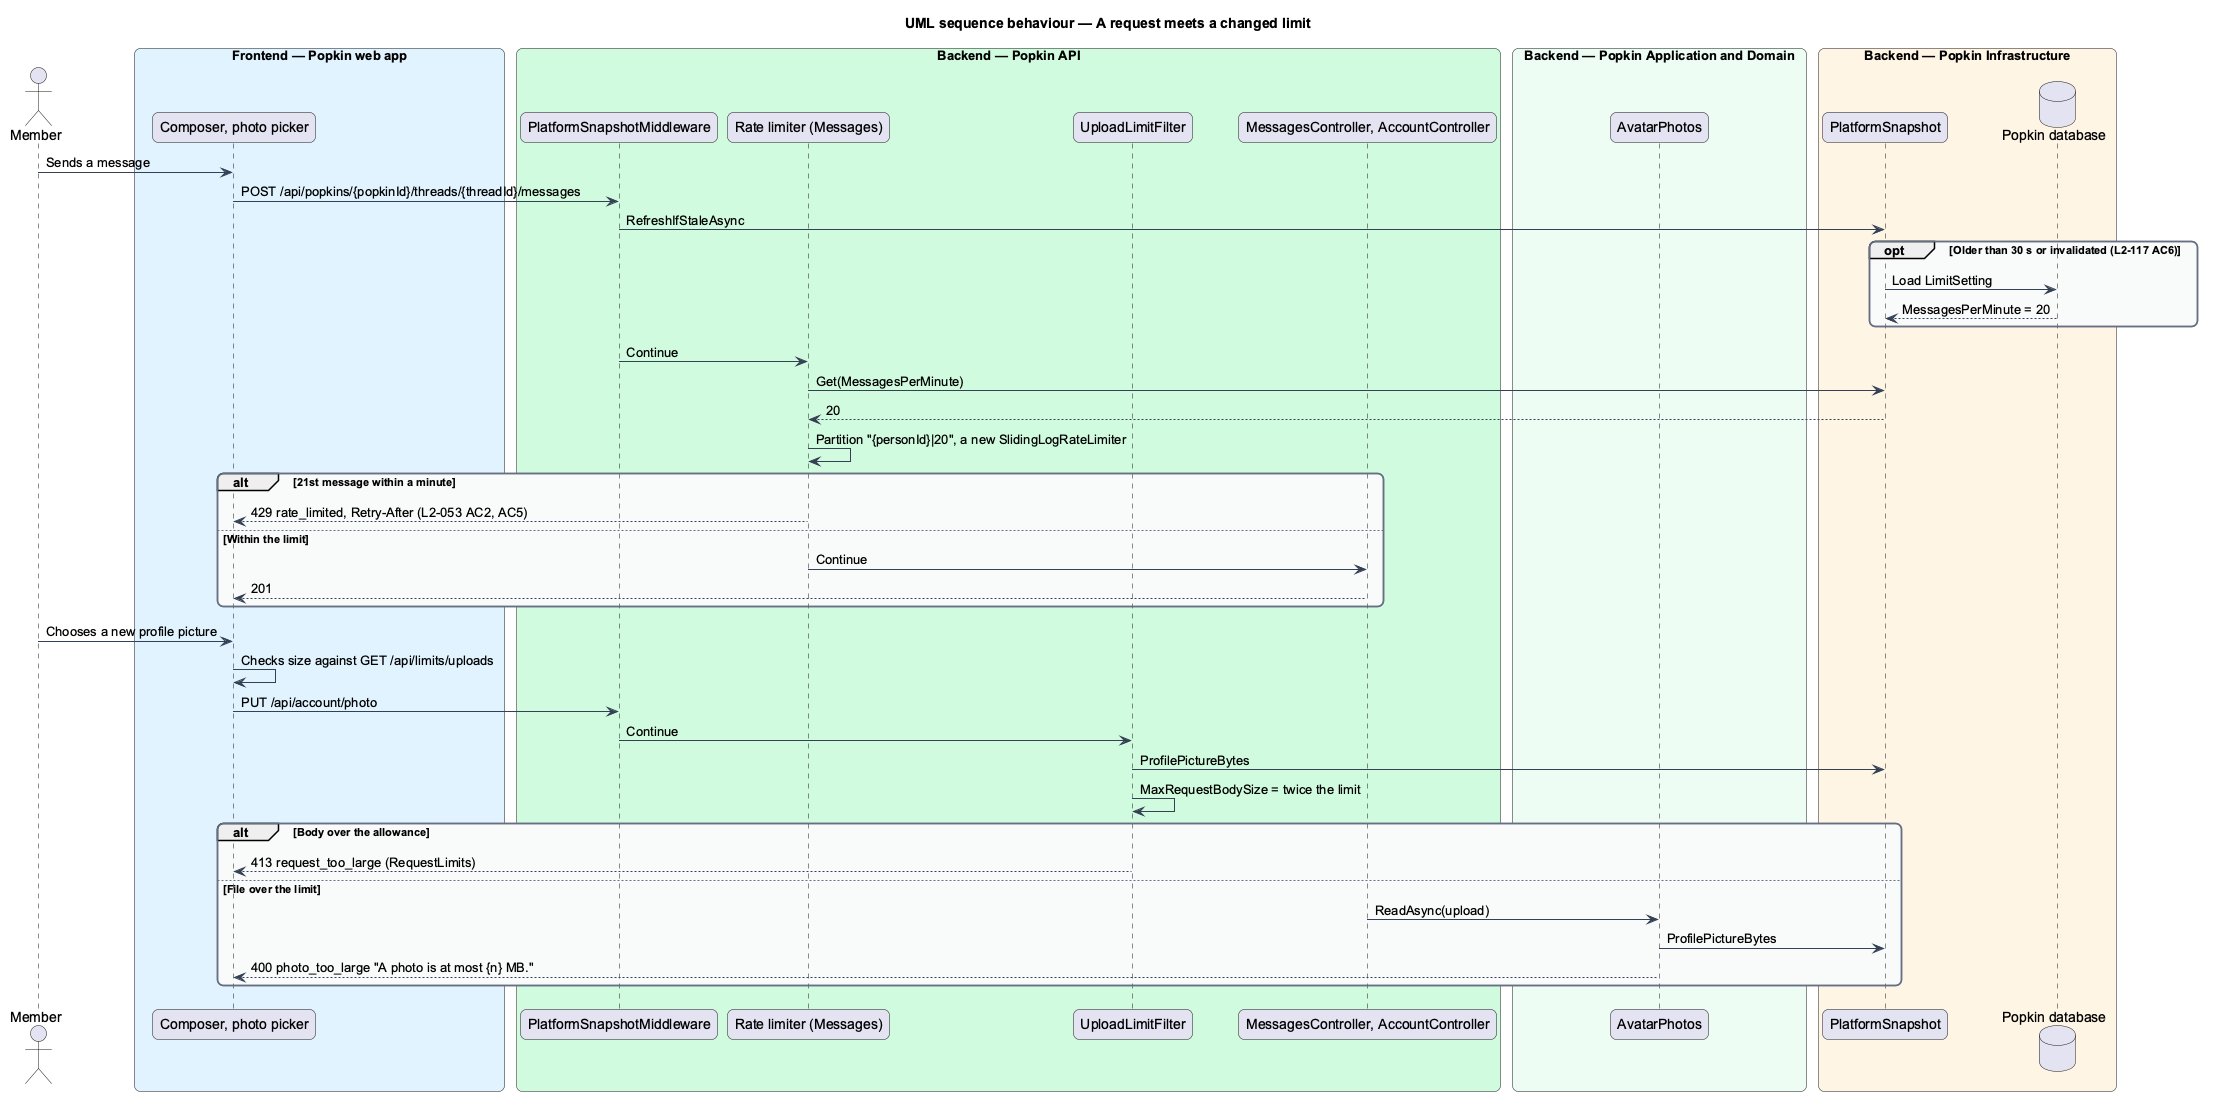 UML sequence behaviour — A request meets a changed limit
Frontend — Popkin web app
Backend — Popkin API
Backend — Popkin Application and Domain
Backend — Popkin Infrastructure
Member
Composer, photo picker
PlatformSnapshotMiddleware
Rate limiter (Messages)
UploadLimitFilter
MessagesController, AccountController
AvatarPhotos
PlatformSnapshot
Popkin database
Sends a message
POST /api/popkins/{popkinId}/threads/{threadId}/messages
RefreshIfStaleAsync
opt
[Older than 30 s or invalidated (L2-117 AC6)]
Load LimitSetting
MessagesPerMinute = 20
Continue
Get(MessagesPerMinute)
20
Partition "{personId}|20", a new SlidingLogRateLimiter
alt
[21st message within a minute]
429 rate_limited, Retry-After (L2-053 AC2, AC5)
[Within the limit]
Continue
201
Chooses a new profile picture
Checks size against GET /api/limits/uploads
PUT /api/account/photo
Continue
ProfilePictureBytes
MaxRequestBodySize = twice the limit
alt
[Body over the allowance]
413 request_too_large (RequestLimits)
[File over the limit]
ReadAsync(upload)
ProfilePictureBytes
400 photo_too_large "A photo is at most {n} MB."
Member
Composer, photo picker
PlatformSnapshotMiddleware
Rate limiter (Messages)
UploadLimitFilter
MessagesController, AccountController
AvatarPhotos
PlatformSnapshot
Popkin database